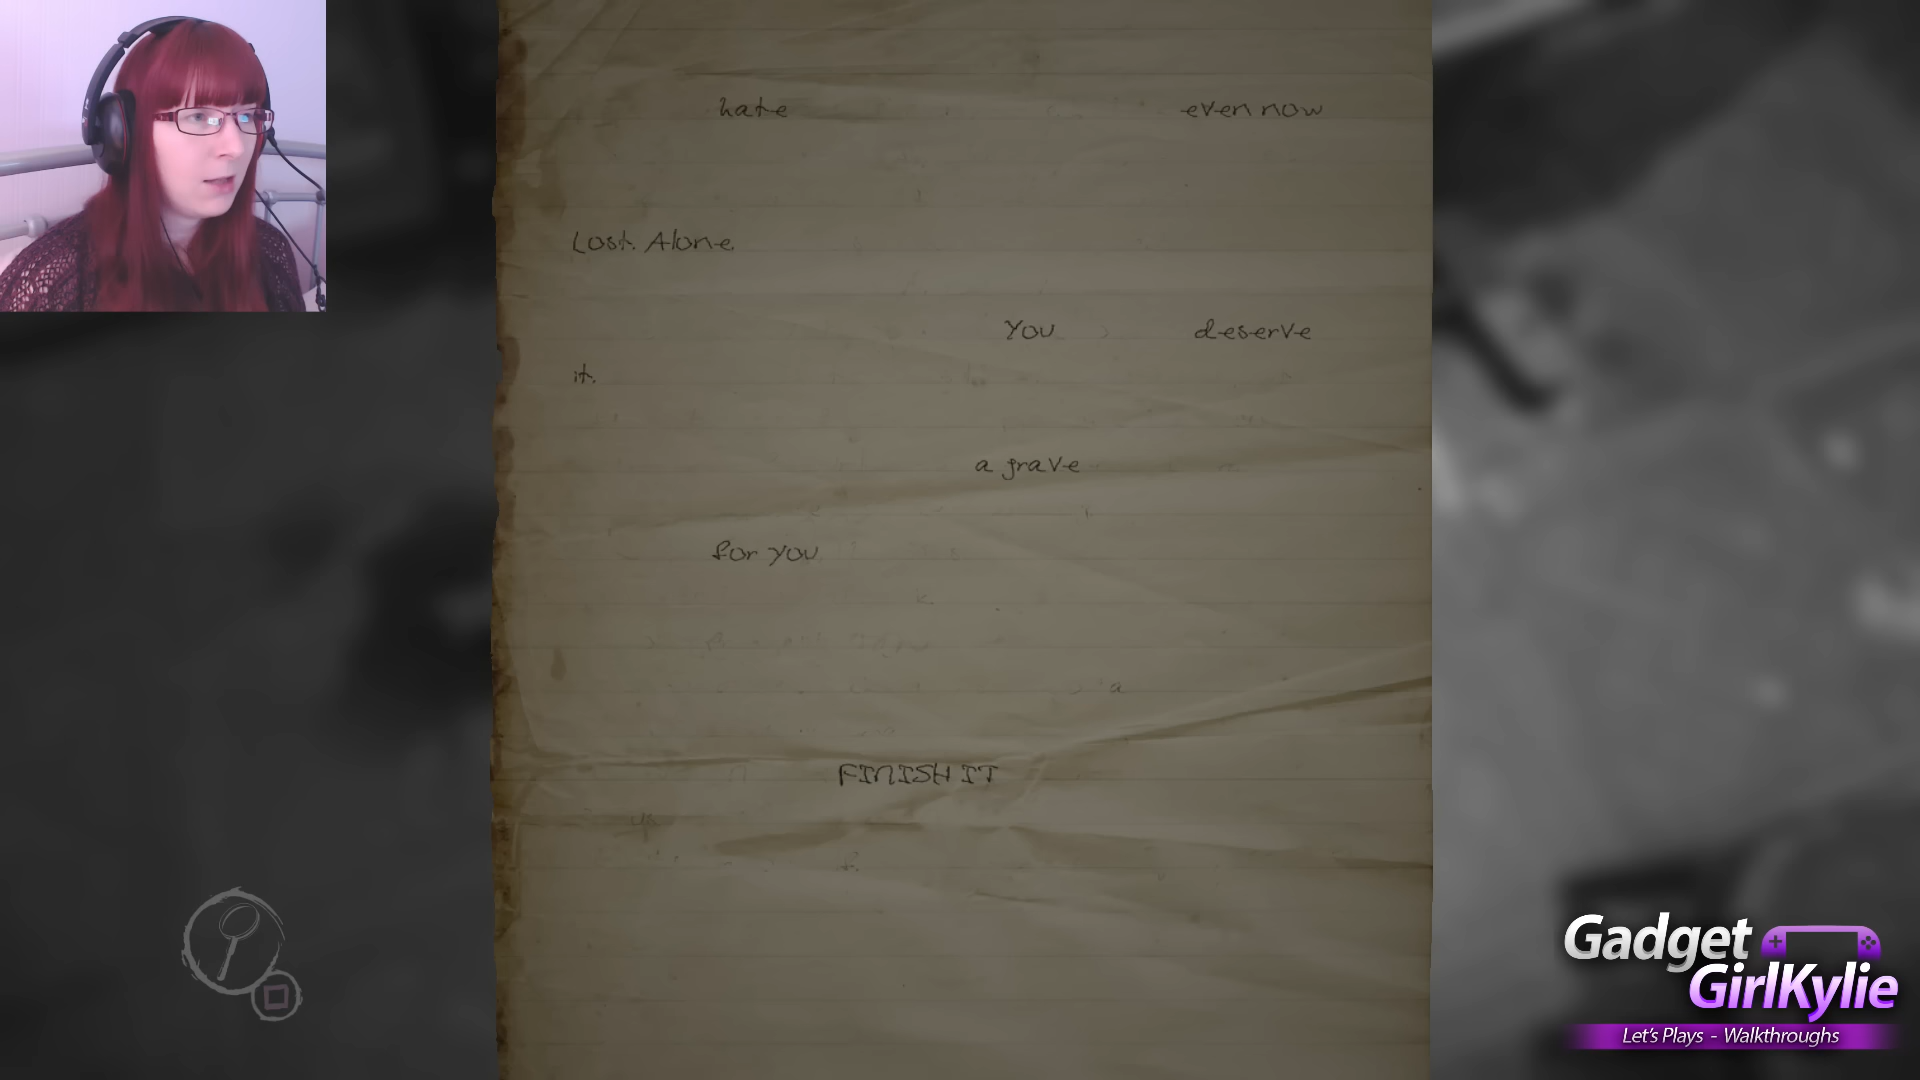 hate even now
Lost. Alone.
You deserve
it.
a grave
for you
a
FINISH IT
Gadget
GirlKylie
Let's Plays - Walkthroughs